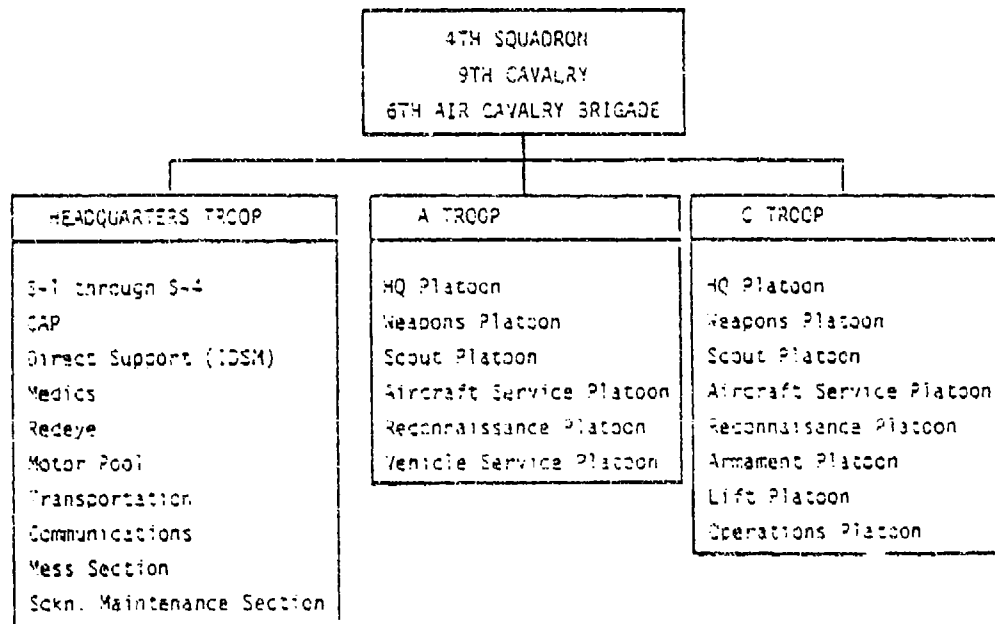 4TH SQUADRON
9TH CAVALRY
6TH AIR CAVALRY BRIGADE
HEADQUARTERS TROOP
S-1 through S-4
CAP
Direct Support (IDSM)
Medics
Redeye
Motor Pool
Transportation
Communications
Mess Section
Sqkn. Maintenance Section
A TROOP
HQ Platoon
Weapons Platoon
Scout Platoon
Aircraft Service Platoon
Reconnaissance Platoon
Vehicle Service Platoon
C TROOP
HQ Platoon
Weapons Platoon
Scout Platoon
Aircraft Service Platoon
Reconnaisance Platoon
Armament Platoon
Lift Platoon
Operations Platoon